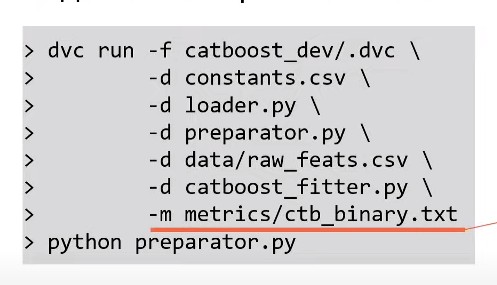 > dvc run -f catboost_dev/.dvc \
>         -d constants.csv \
>         -d loader.py \
>         -d preparator.py \
>         -d data/raw_feats.csv \
>         -d catboost_fitter.py \
>         -m metrics/ctb_binary.txt
> python preparator.py